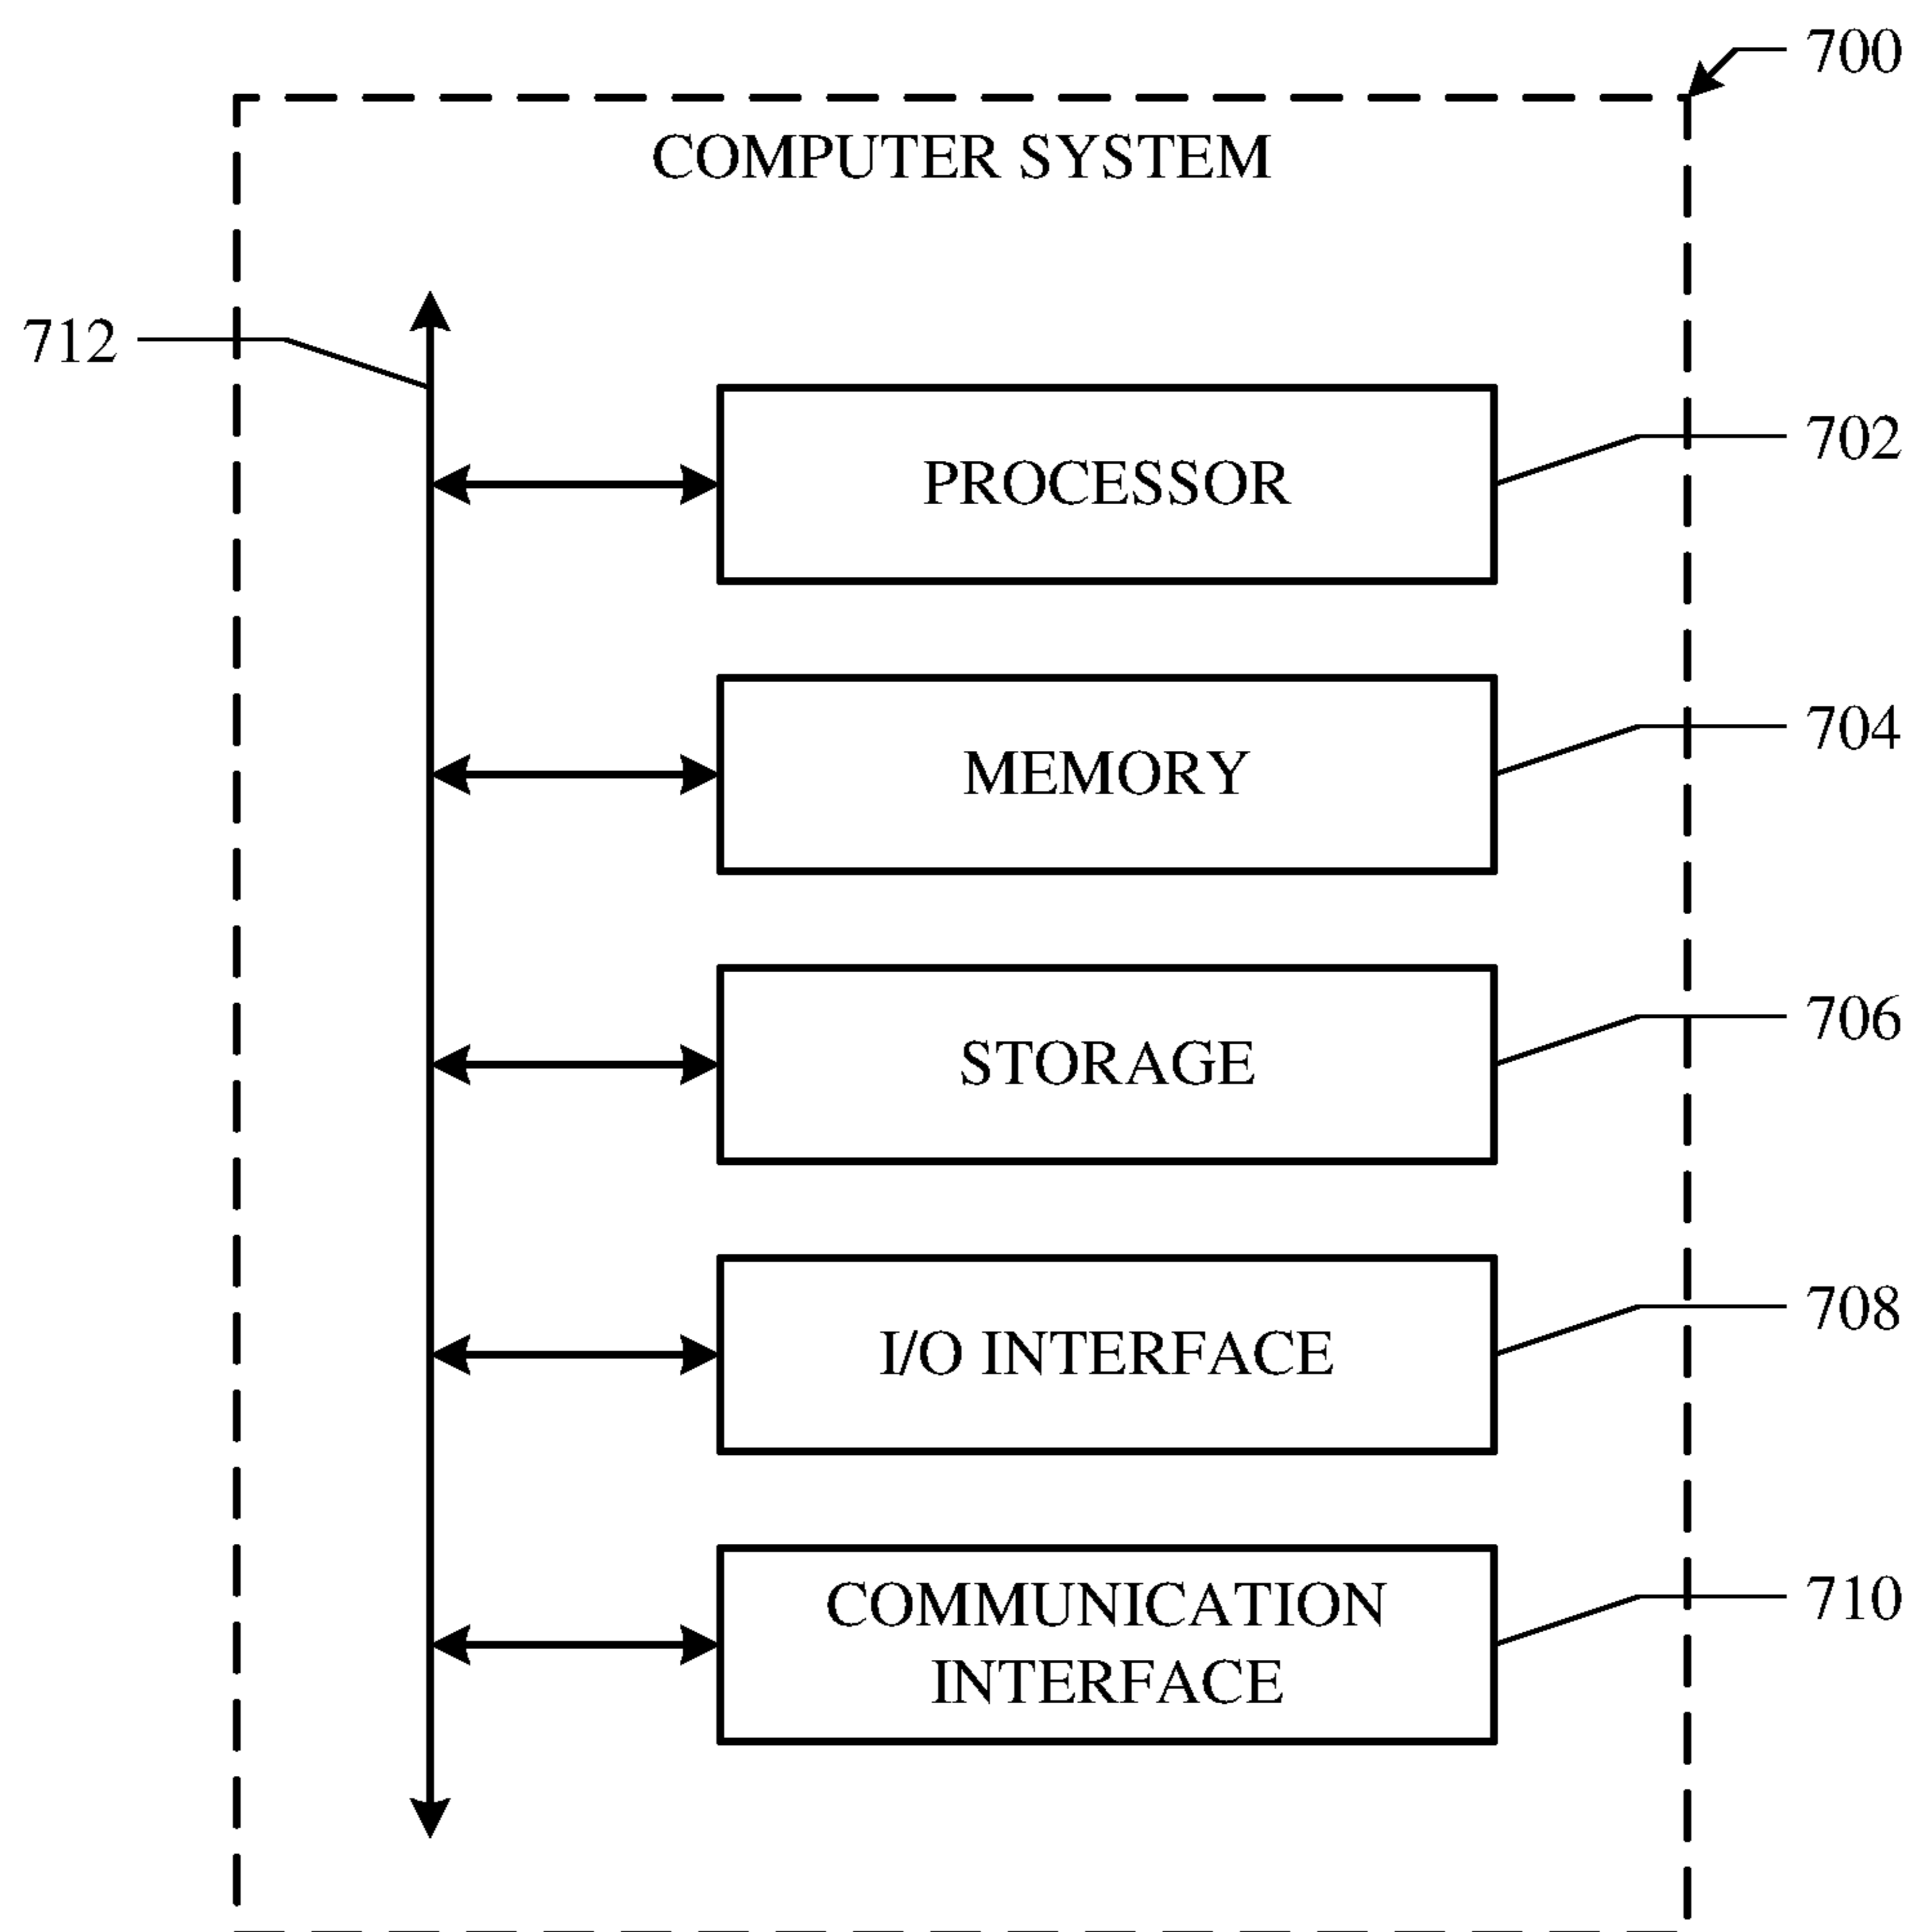 700
COMPUTER SYSTEM
712
702
PROCESSOR
704
MEMORY
706
STORAGE
708
I/O INTERFACE
710
COMMUNICATION
INTERFACE